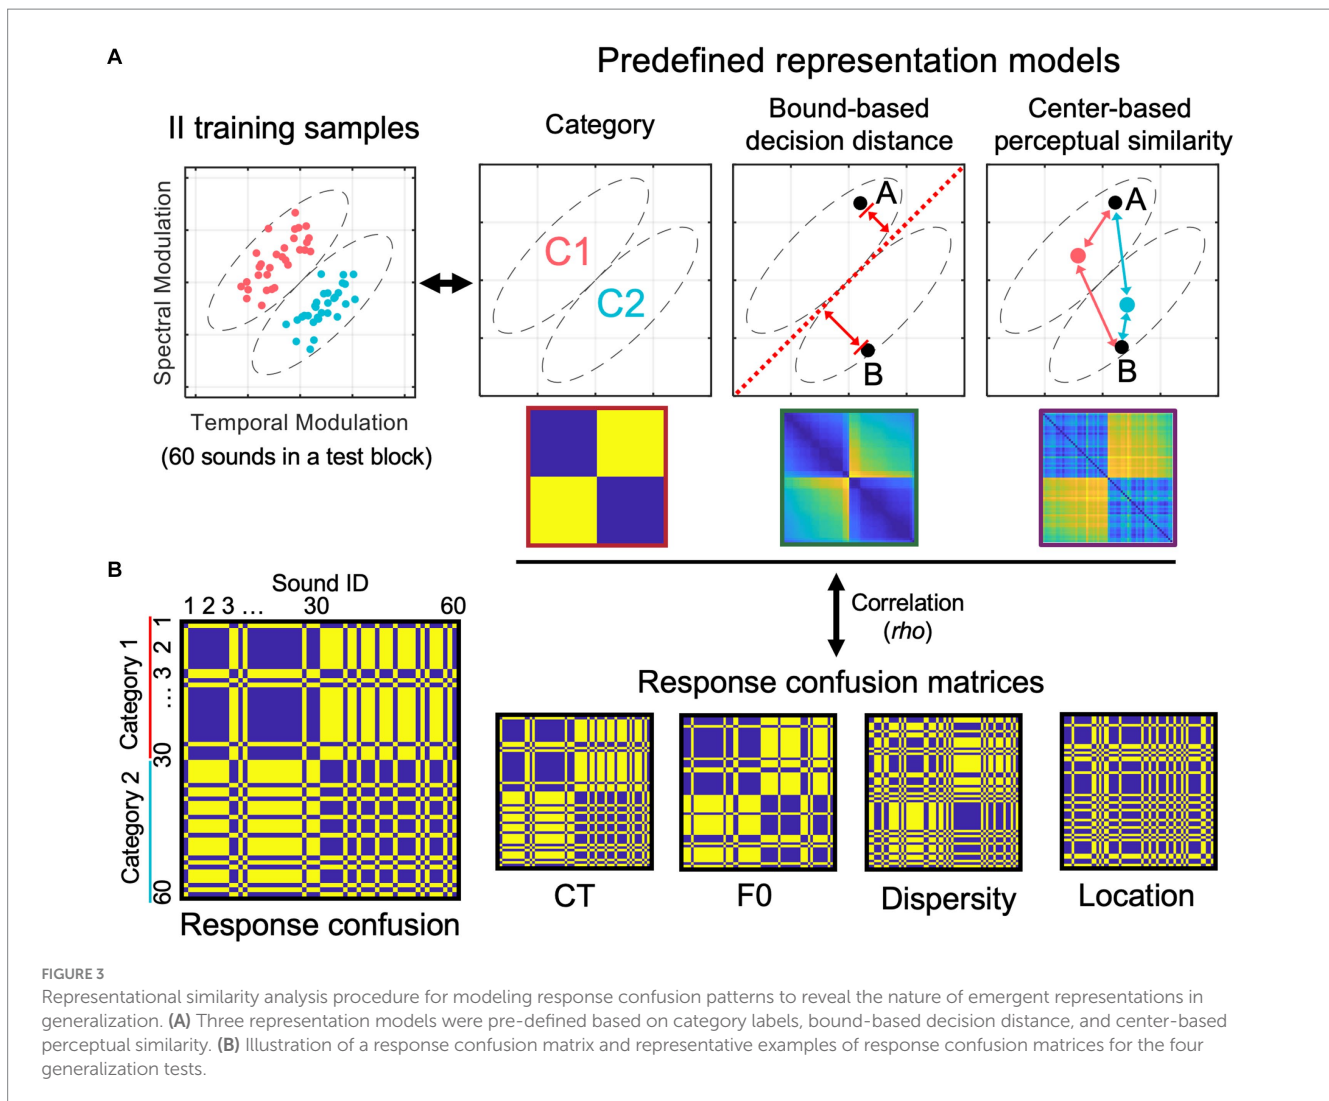 A
Predefined representation models
II training samples
Category
Bound-based
decision distance
Center-based
perceptual similarity
Spectral Modulation
Temporal Modulation
(60 sounds in a test block)
C1
C2
A
B
A
B
B
Sound ID
1 2 3 ... 30 60
Category 1
Category 2
1
2
3
...
30
60
Response confusion
Correlation
(rho)
Response confusion matrices
CT
F0
Dispersity
Location
FIGURE 3
Representational similarity analysis procedure for modeling response confusion patterns to reveal the nature of emergent representations in
generalization. (A) Three representation models were pre-defined based on category labels, bound-based decision distance, and center-based
perceptual similarity. (B) Illustration of a response confusion matrix and representative examples of response confusion matrices for the four
generalization tests.